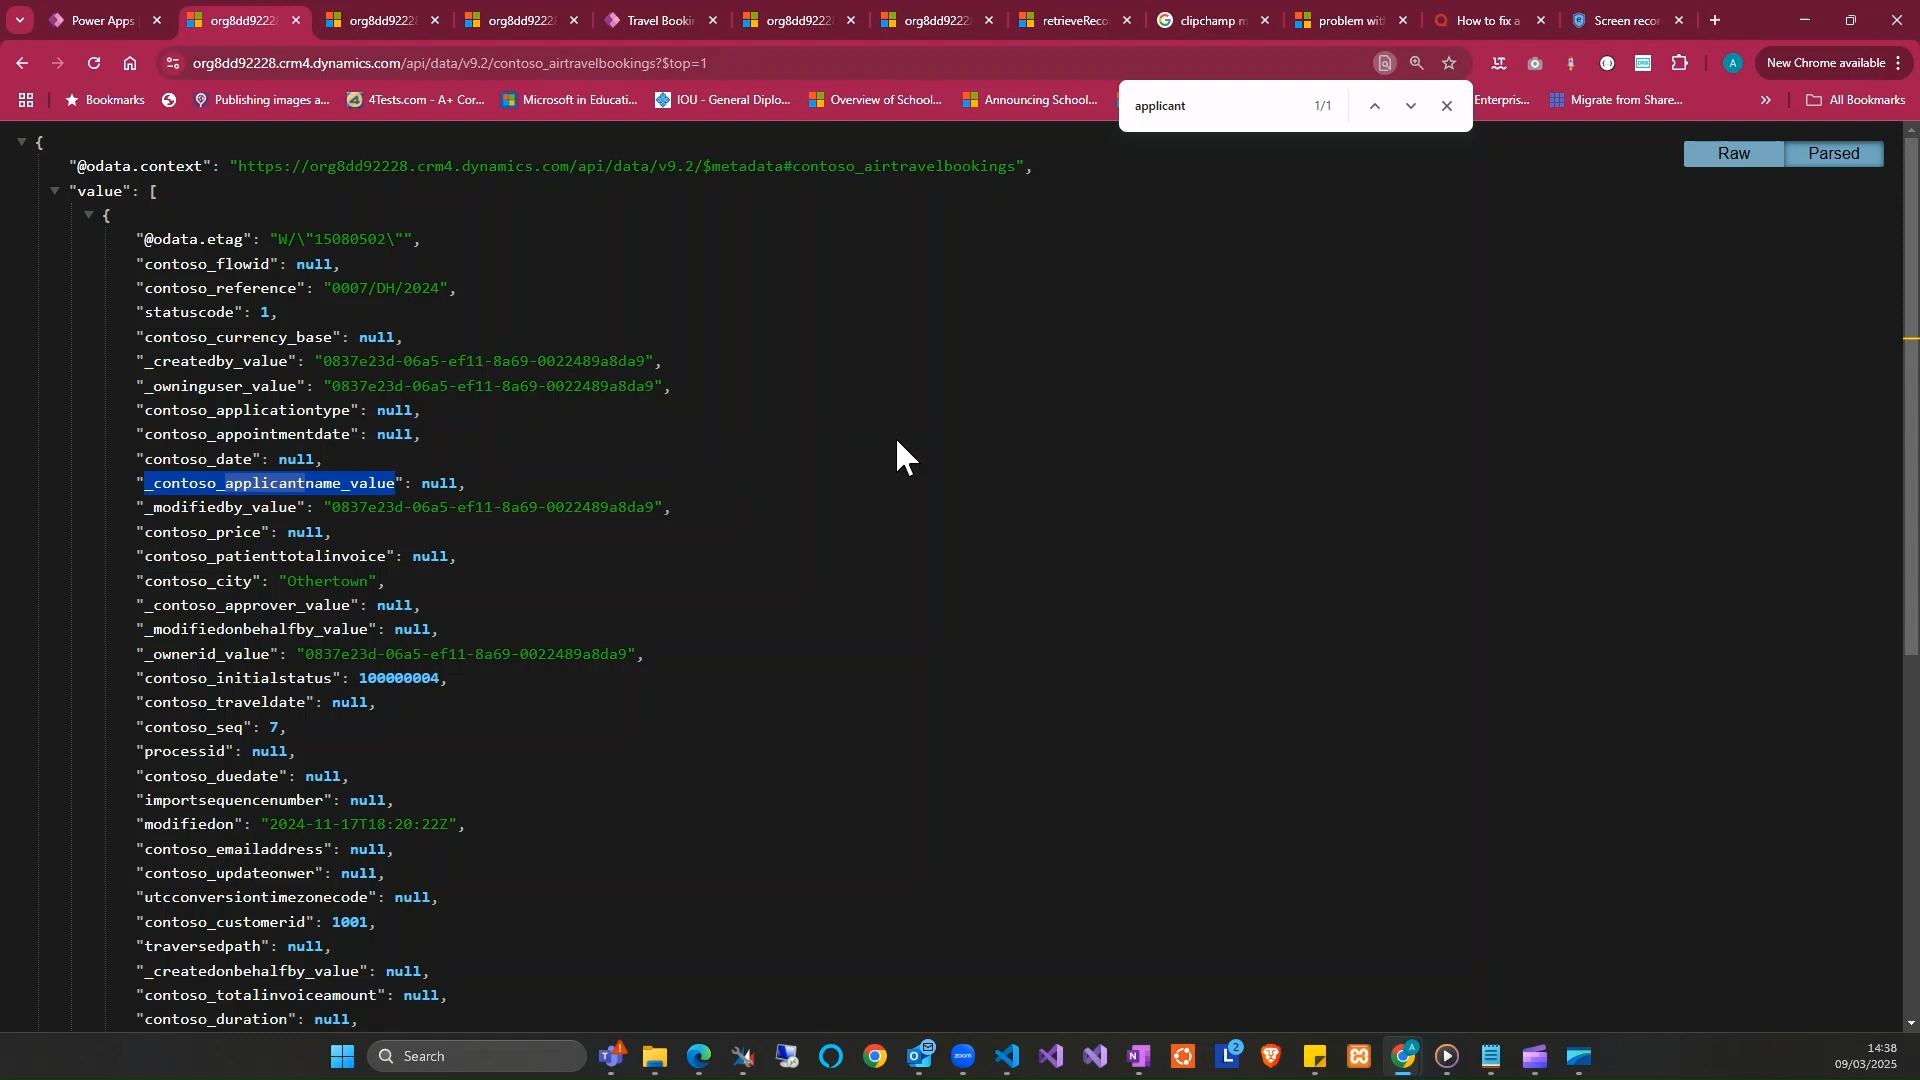 Power Apps
org8dd9222
org8dd9222
org8dd9222
Travel Bookin
org8dd9222
org8dd9222
retrieveReco
clipchamp m
problem wit
How to fix a
Screen recor
org8dd92228.crm4.dynamics.com/api/data/v9.2/contoso_airtravelbookings?$top=1
A
New Chrome available
Bookmarks
Publishing images a...
4Tests.com - A+ Cor...
Microsoft in Educati...
IOU - General Diplo...
Overview of School...
Announcing School...
Enterpris...
Migrate from Share...
All Bookmarks
applicant
1/1
Raw
Parsed
{
"@odata.context": "https://org8dd92228.crm4.dynamics.com/api/data/v9.2/$metadata#contoso_airtravelbookings",
"value": [
{
"@odata.etag": "W/\"15080502\"",
"contoso_flowid": null,
"contoso_reference": "0007/DH/2024",
"statuscode": 1,
"contoso_currency_base": null,
"_createdby_value": "0837e23d-06a5-ef11-8a69-0022489a8da9",
"_owninguser_value": "0837e23d-06a5-ef11-8a69-0022489a8da9",
"contoso_applicationtype": null,
"contoso_appointmentdate": null,
"contoso_date": null,
"_contoso_applicantname_value": null,
"_modifiedby_value": "0837e23d-06a5-ef11-8a69-0022489a8da9",
"contoso_price": null,
"contoso_patienttotalinvoice": null,
"contoso_city": "Othertown",
"_contoso_approver_value": null,
"_modifiedonbehalfby_value": null,
"_ownerid_value": "0837e23d-06a5-ef11-8a69-0022489a8da9",
"contoso_initialstatus": 100000004,
"contoso_traveldate": null,
"contoso_seq": 7,
"processid": null,
"contoso_duedate": null,
"importsequencenumber": null,
"modifiedon": "2024-11-17T18:20:22Z",
"contoso_emailaddress": null,
"contoso_updateonwer": null,
"utcconversiontimezonecode": null,
"contoso_customerid": 1001,
"traversedpath": null,
"_createdonbehalfby_value": null,
"contoso_totalinvoiceamount": null,
"contoso_duration": null,
Search
zoom
2
A
14:38
09/03/2025